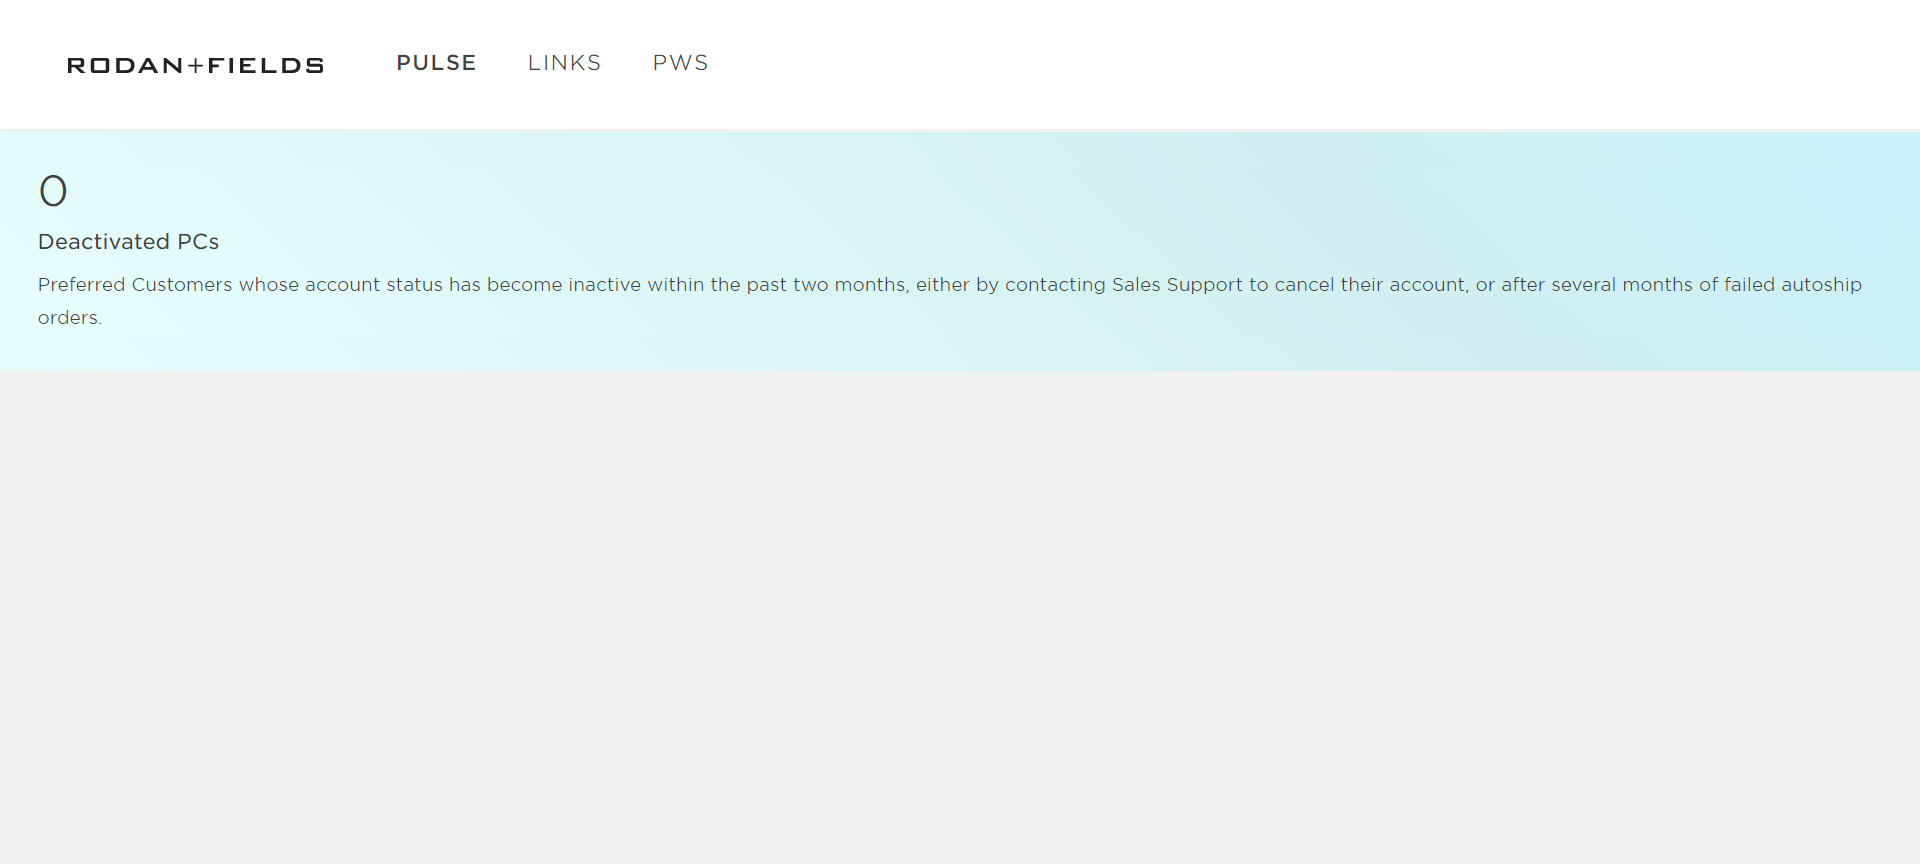 RODAN+FIELDS PULSE LINKS PWS
0
Deactivated PCs
Preferred Customers whose account status has become inactive within the past two months, either by contacting Sales Support to cancel their account, or after several months of failed autoship
orders.